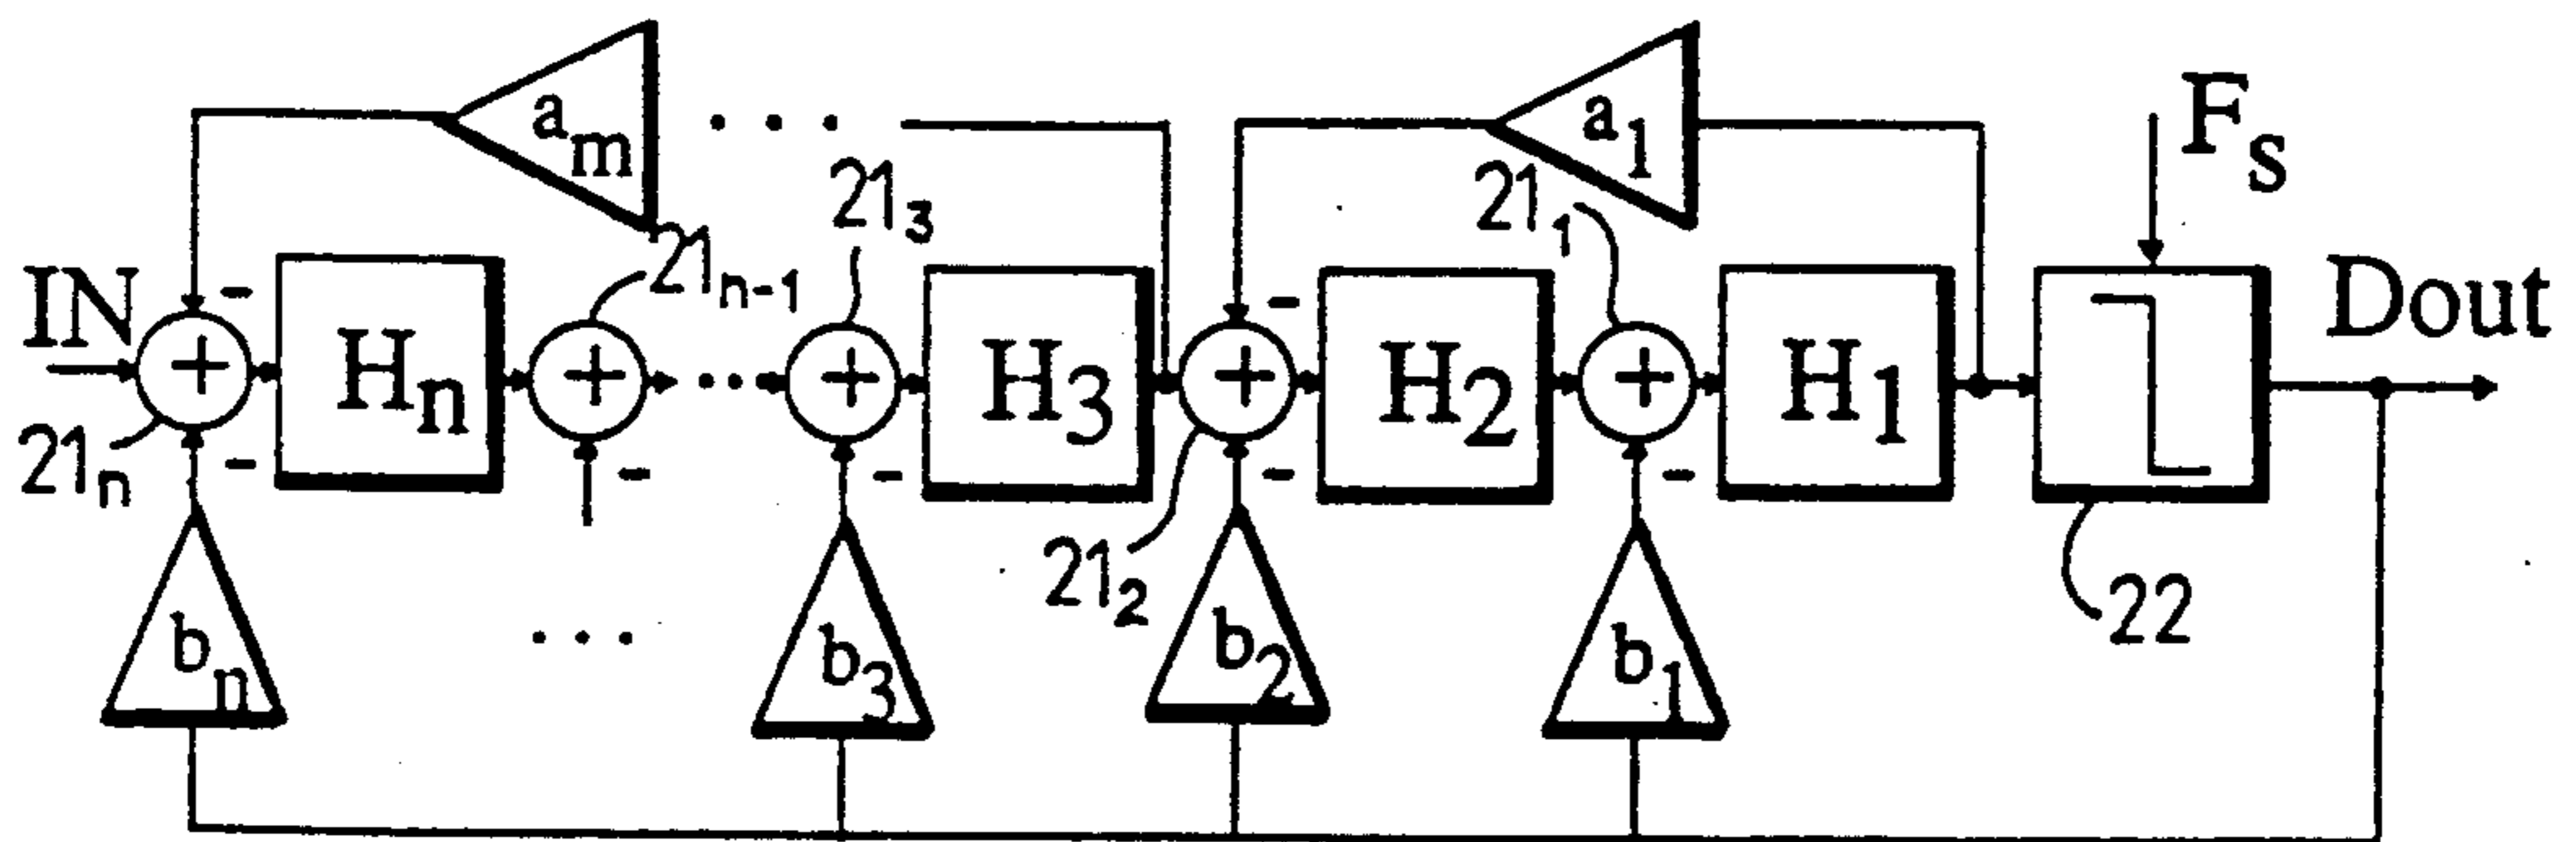 a_m
a_1
F_s
21_3
21_1
21_{n-1}
IN
+
-
-
H_n
+
-
+
-
H_3
+
-
-
H_2
+
-
H_1
Dout
21_n
21_2
22
b_n
b_3
b_2
b_1